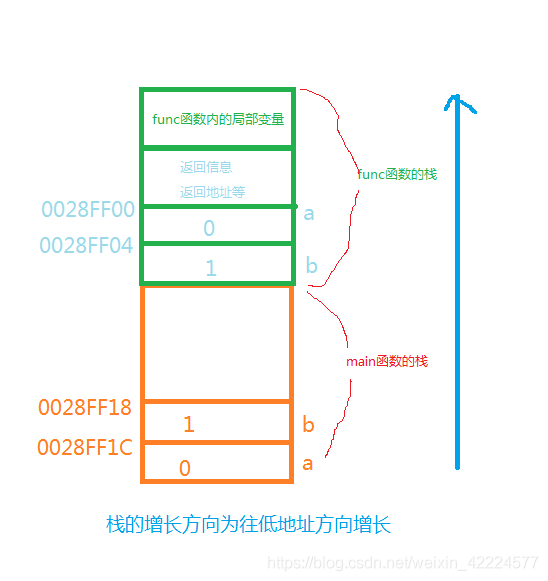 func函数内的局部变量
返回信息
返回地址等
func函数的栈
0028FF00
0
a
0028FF04
1
b
main函数的栈
0028FF18
1
b
0028FF1C
0
a
栈的增长方向为往低地址方向增长
https://blog.csdn.net/weixin_42224577